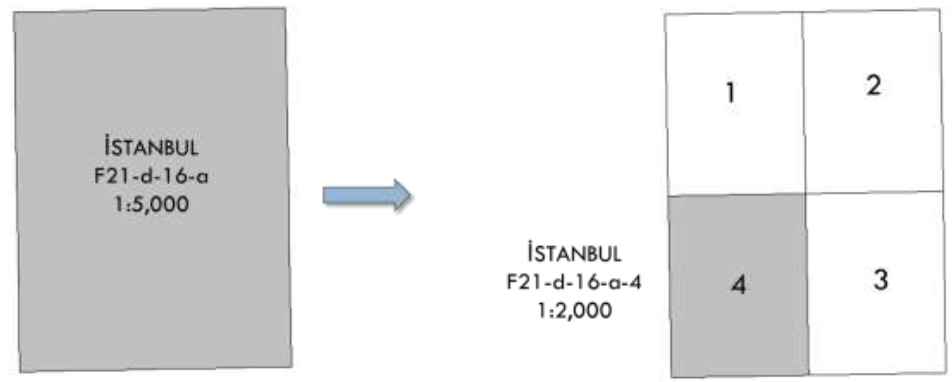 İSTANBUL
F21-d-16-a
1:5,000
1
2
4
3
İSTANBUL
F21-d-16-a-4
1:2,000